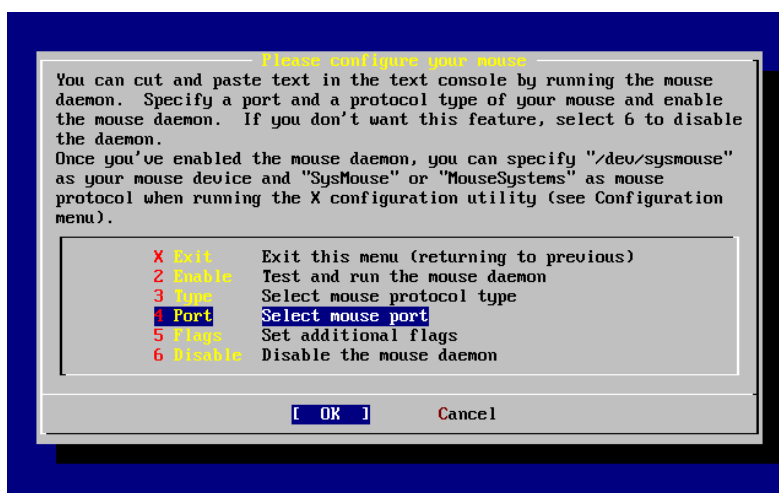 Please configure your mouse
You can cut and paste text in the text console by running the mouse
daemon.  Specify a port and a protocol type of your mouse and enable
the mouse daemon.  If you don't want this feature, select 6 to disable
the daemon.
Once you've enabled the mouse daemon, you can specify "/dev/sysmouse"
as your mouse device and "SysMouse" or "MouseSystems" as mouse
protocol when running the X configuration utility (see Configuration
menu).
X Exit Exit this menu (returning to previous)
2 Enable Test and run the mouse daemon
3 Type Select mouse protocol type
4 Port Select mouse port
5 Flags Set additional flags
6 Disable Disable the mouse daemon
[ OK ] Cancel